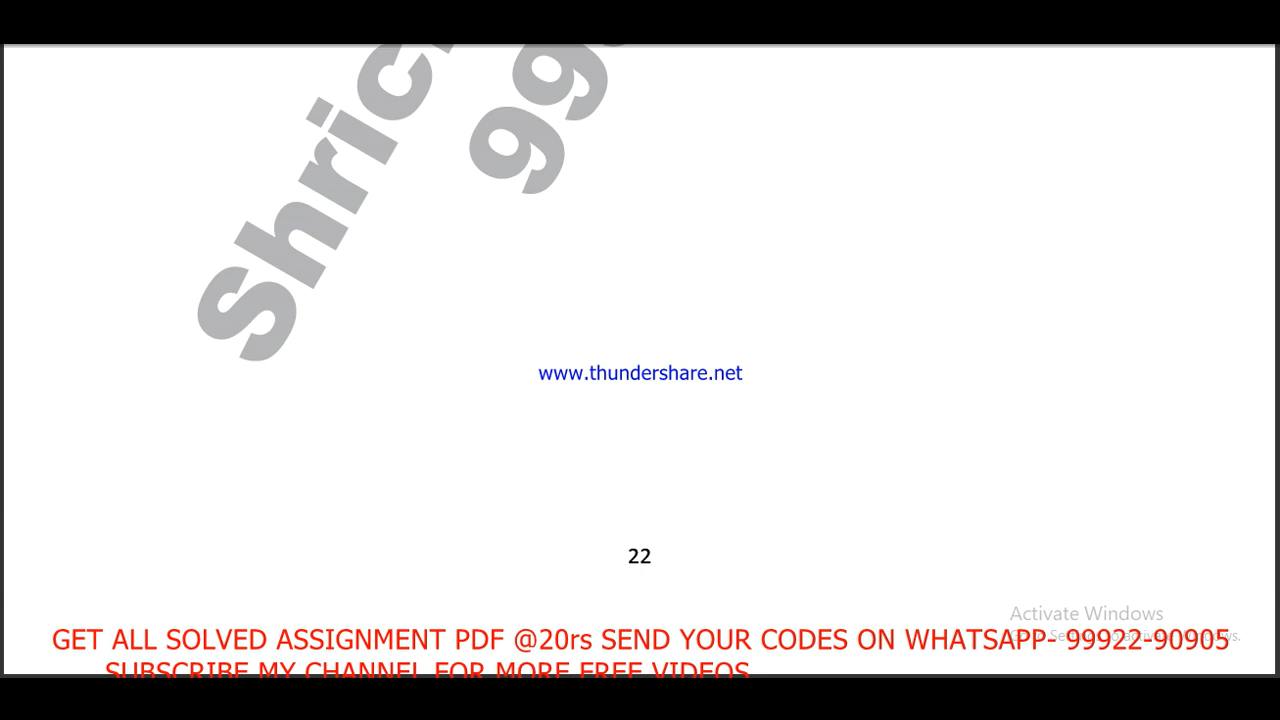 Shric
99
www.thundershare.net
22
Activate Windows
GET ALL SOLVED ASSIGNMENT PDF @20rs SEND YOUR CODES ON WHATSAPP- 99922-90905
SUBSCRIBE MY CHANNEL FOR MORE FREE VIDEOS